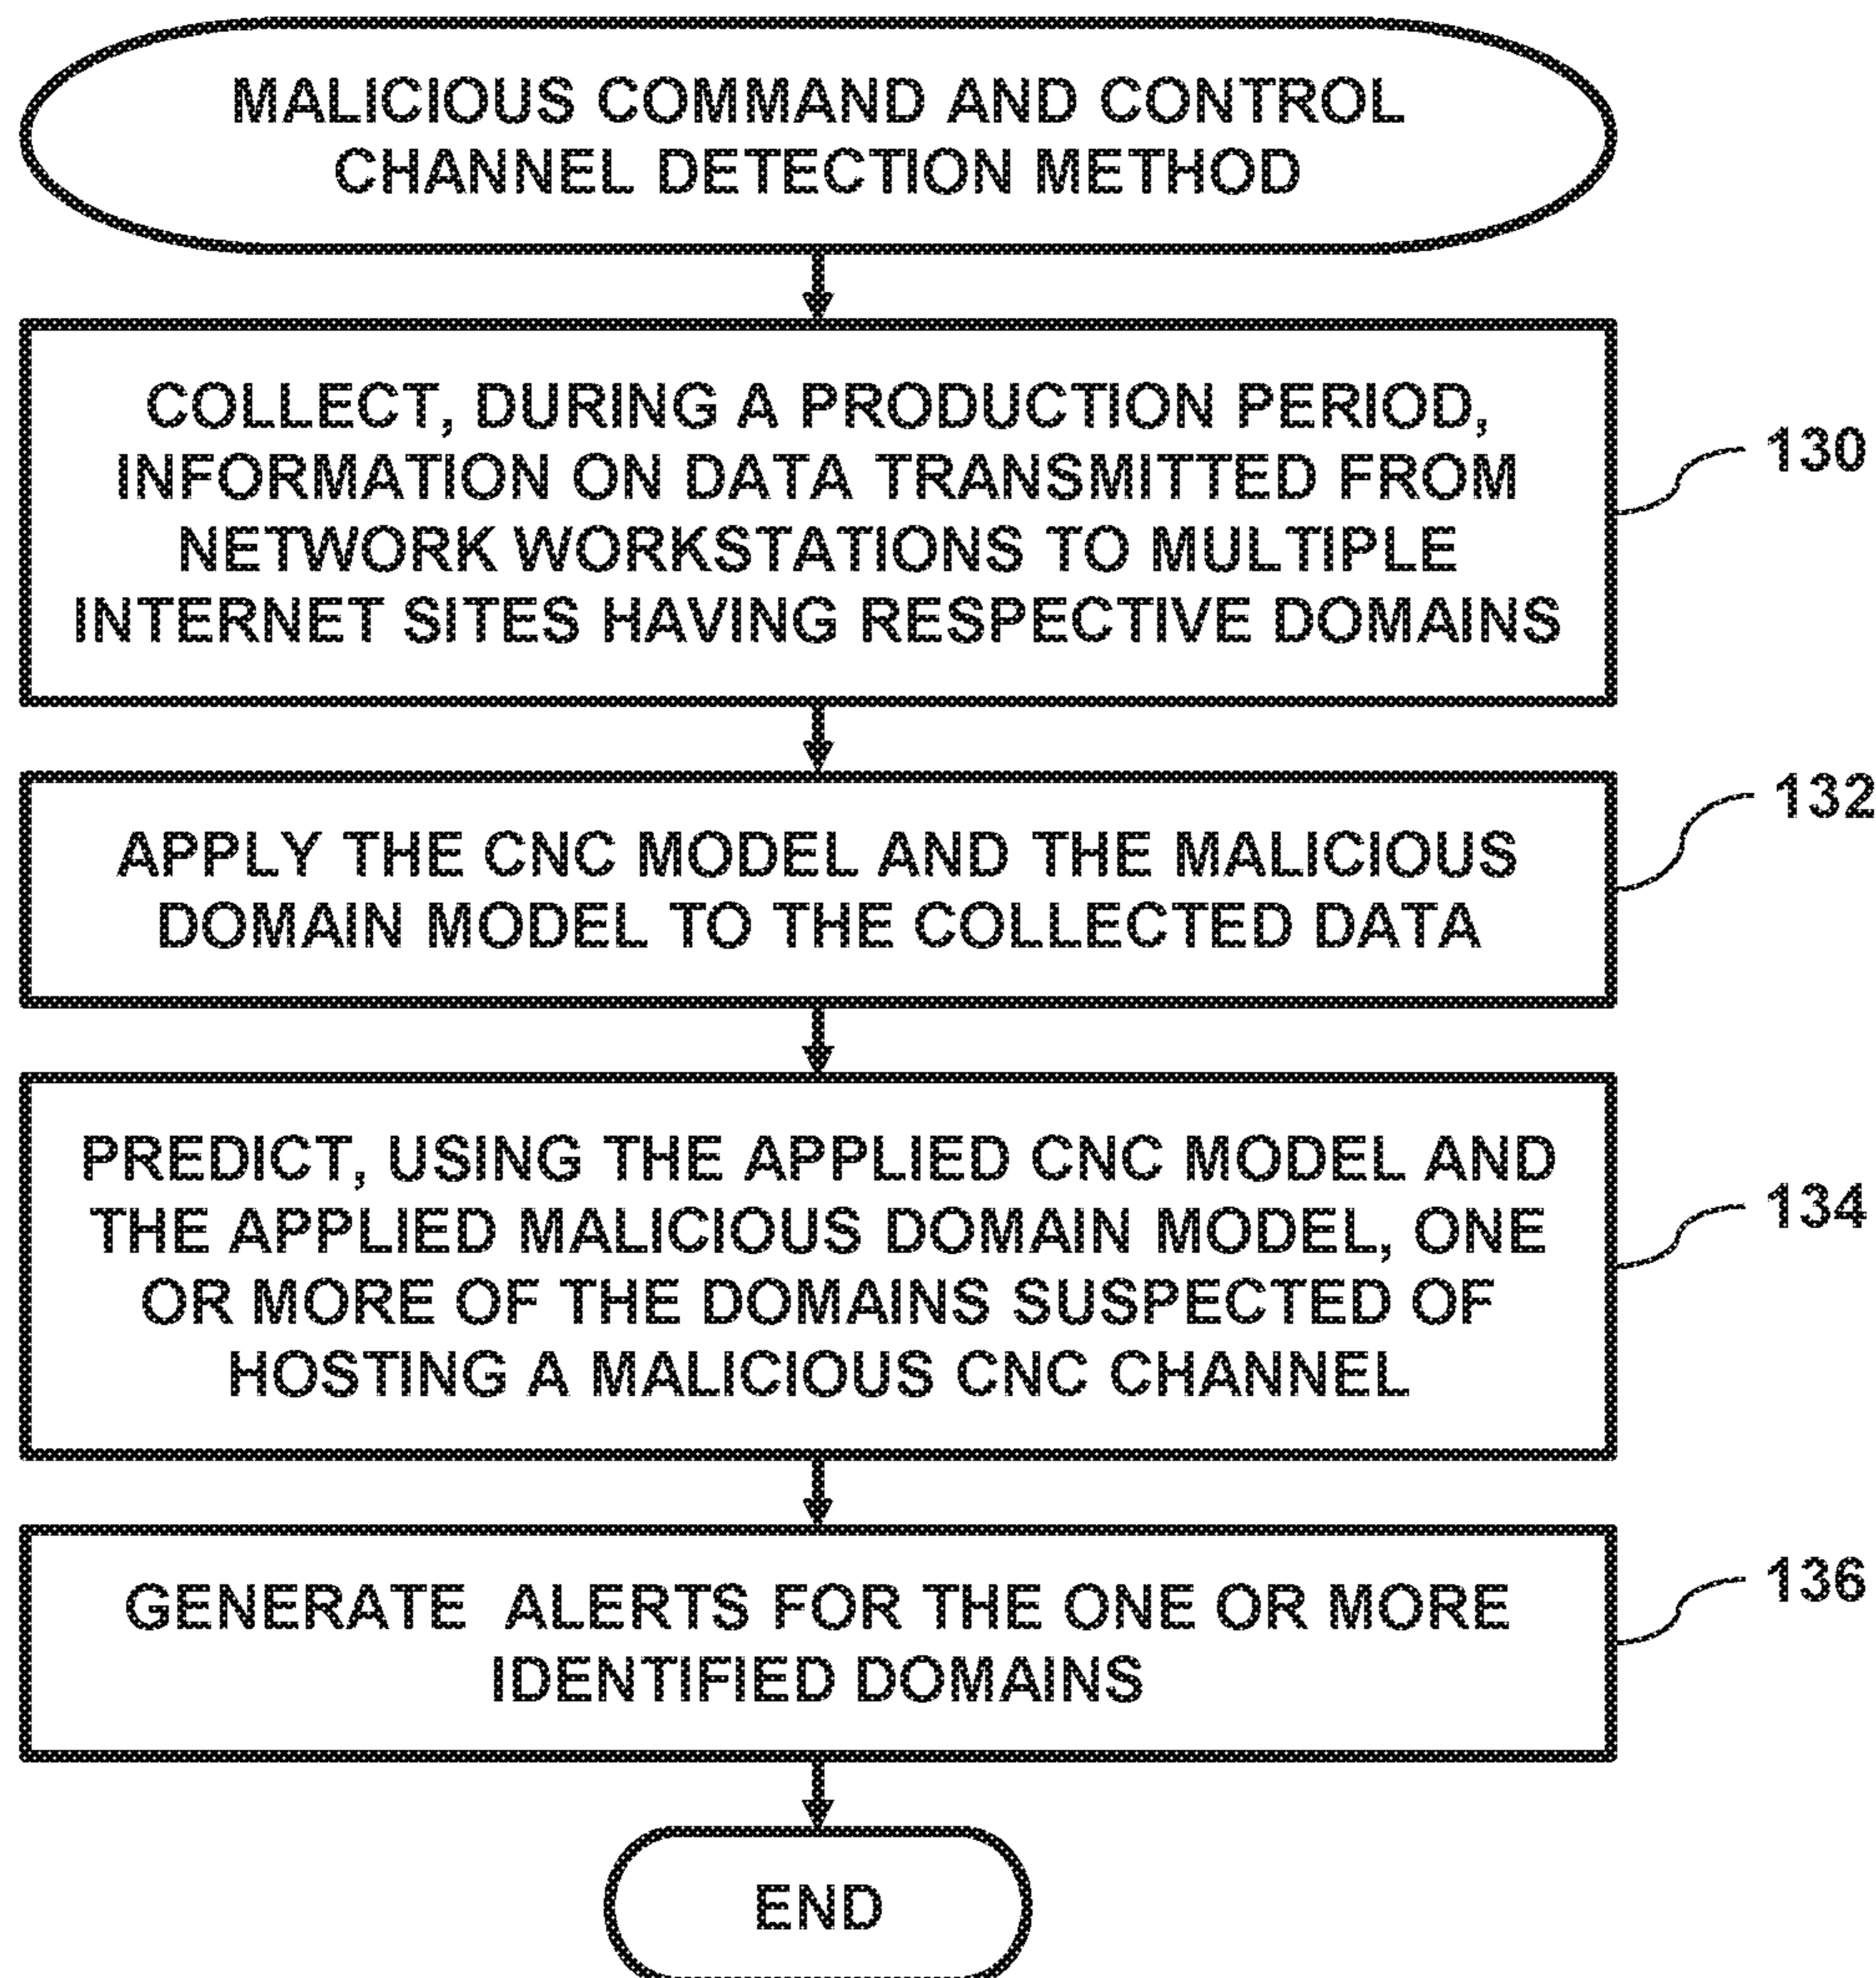 MALICIOUS COMMAND AND CONTROL
CHANNEL DETECTION METHOD
COLLECT, DURING A PRODUCTION PERIOD,
INFORMATION ON DATA TRANSMITTED FROM
NETWORK WORKSTATIONS TO MULTIPLE
INTERNET SITES HAVING RESPECTIVE DOMAINS
130
APPLY THE CNC MODEL AND THE MALICIOUS
DOMAIN MODEL TO THE COLLECTED DATA
132
PREDICT, USING THE APPLIED CNC MODEL AND
THE APPLIED MALICIOUS DOMAIN MODEL, ONE
OR MORE OF THE DOMAINS SUSPECTED OF
HOSTING A MALICIOUS CNC CHANNEL
134
GENERATE ALERTS FOR THE ONE OR MORE
IDENTIFIED DOMAINS
136
END